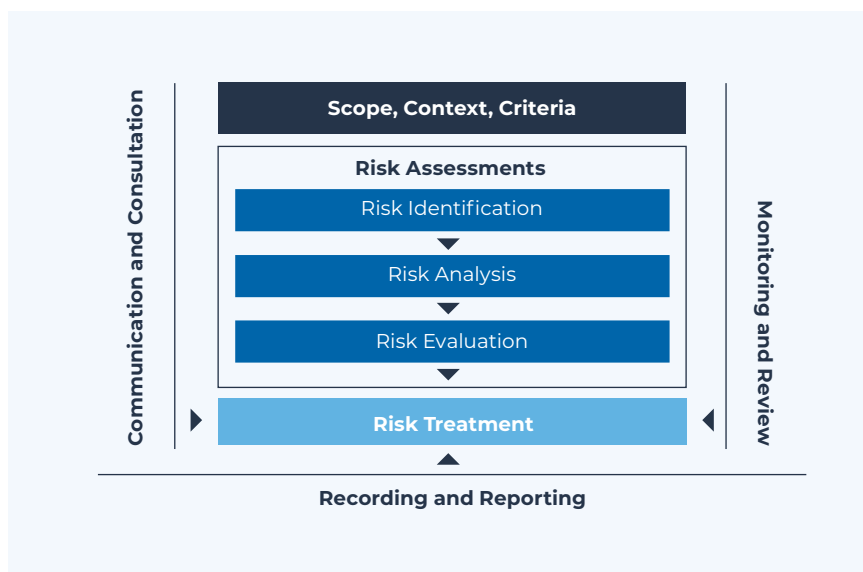 Communication and Consultation
Scope, Context, Criteria
Risk Assessments
Risk Identification
Risk Analysis
Risk Evaluation
Risk Treatment
Monitoring and Review
Recording and Reporting